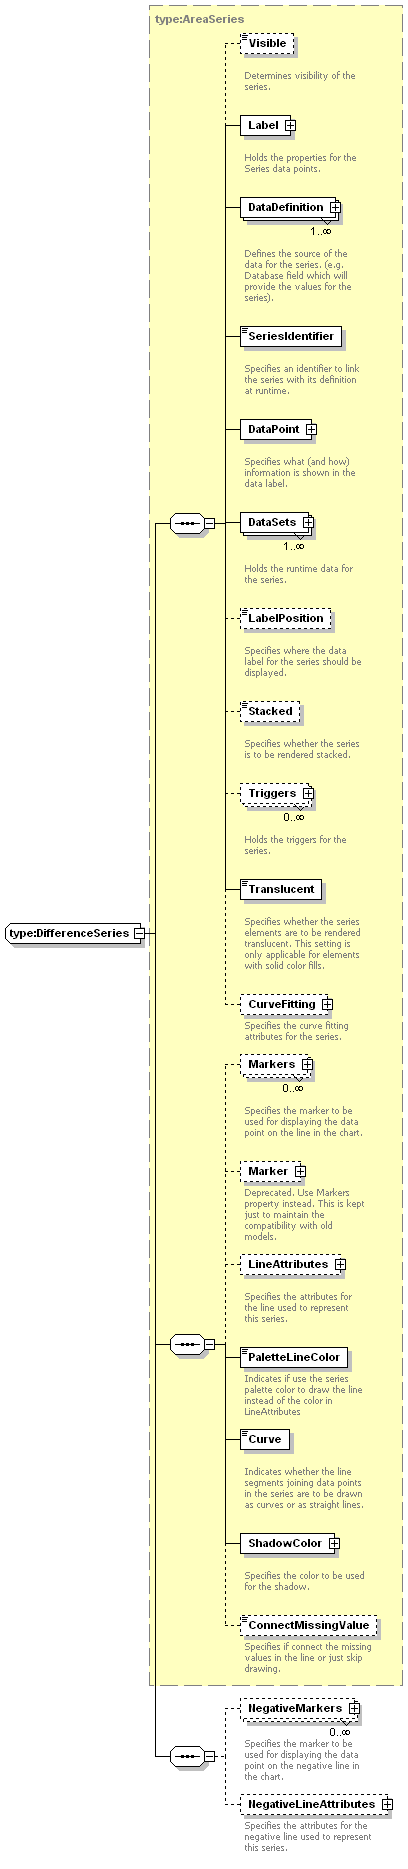 type:AreaSeries
Visible
Determines visibility of the
series.
Label
Holds the properties for the
Series data points.
DataDefinition
1..∞
Defines the source of the
data for the series. (e.g.
Database field which will
provide the values for the
series).
SeriesIdentifier
Specifies an identifier to link
the series with its definition
at runtime.
DataPoint
Specifies what (and how)
information is shown in the
data label.
DataSets
1..∞
Holds the runtime data for
the series.
LabelPosition
Specifies where the data
label for the series should be
displayed.
Stacked
Specifies whether the series
is to be rendered stacked.
Triggers
0..∞
Holds the triggers for the
series.
Translucent
type:DifferenceSeries
Specifies whether the series
elements are to be rendered
translucent. This setting is
only applicable for elements
with solid color fills.
CurveFitting
Specifies the curve fitting
attributes for the series.
Markers
0..∞
Specifies the marker to be
used for displaying the data
point on the line in the chart.
Marker
Deprecated. Use Markers
property instead. This is kept
just to maintain the
compatibility with old
models.
LineAttributes
Specifies the attributes for
the line used to represent
this series.
PaletteLineColor
Indicates if use the series
palette color to draw the line
instead of the color in
LineAttributes
Curve
Indicates whether the line
segments joining data points
in the series are to be drawn
as curves or as straight lines.
ShadowColor
Specifies the color to be used
for the shadow.
ConnectMissingValue
Specifies if connect the missing
values in the line or just skip
drawing.
NegativeMarkers
0..∞
Specifies the marker to be
used for displaying the data
point on the negative line in
the chart.
NegativeLineAttributes
Specifies the attributes for the
negative line used to represent
this series.